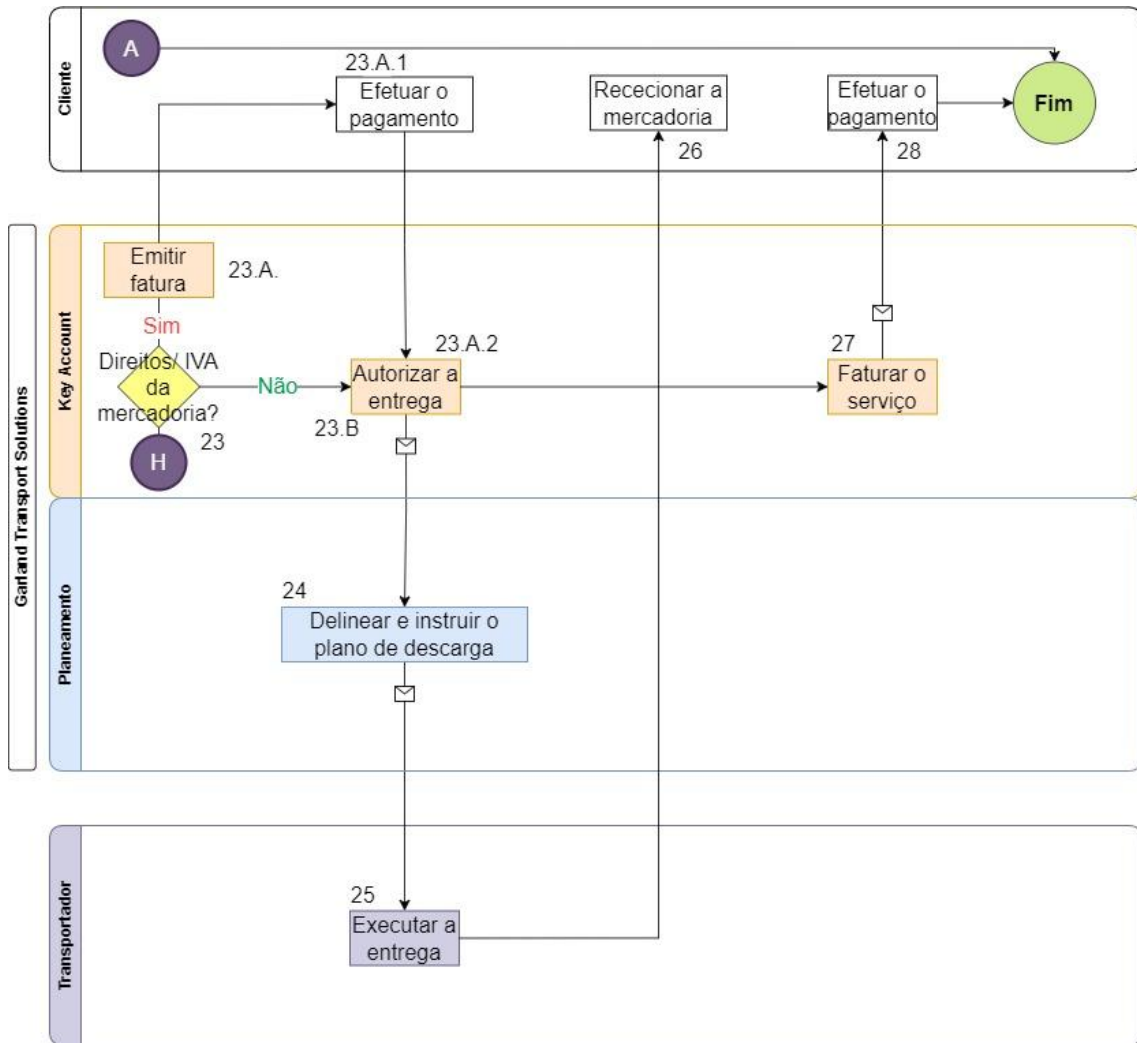 Cliente
A
23.A.1
Efetuar o
pagamento
Rececionar a
mercadoria
26
Efetuar o
pagamento
28
Fim
Garland Transport Solutions
Key Account
Emitir
fatura
23.A.
Sim
Direitos/ IVA
da
mercadoria?
23
H
Não
23.A.2
Autorizar a
entrega
23.B
27
Faturar o
serviço
Planeamento
24
Delinear e instruir o
plano de descarga
Transportador
25
Executar a
entrega